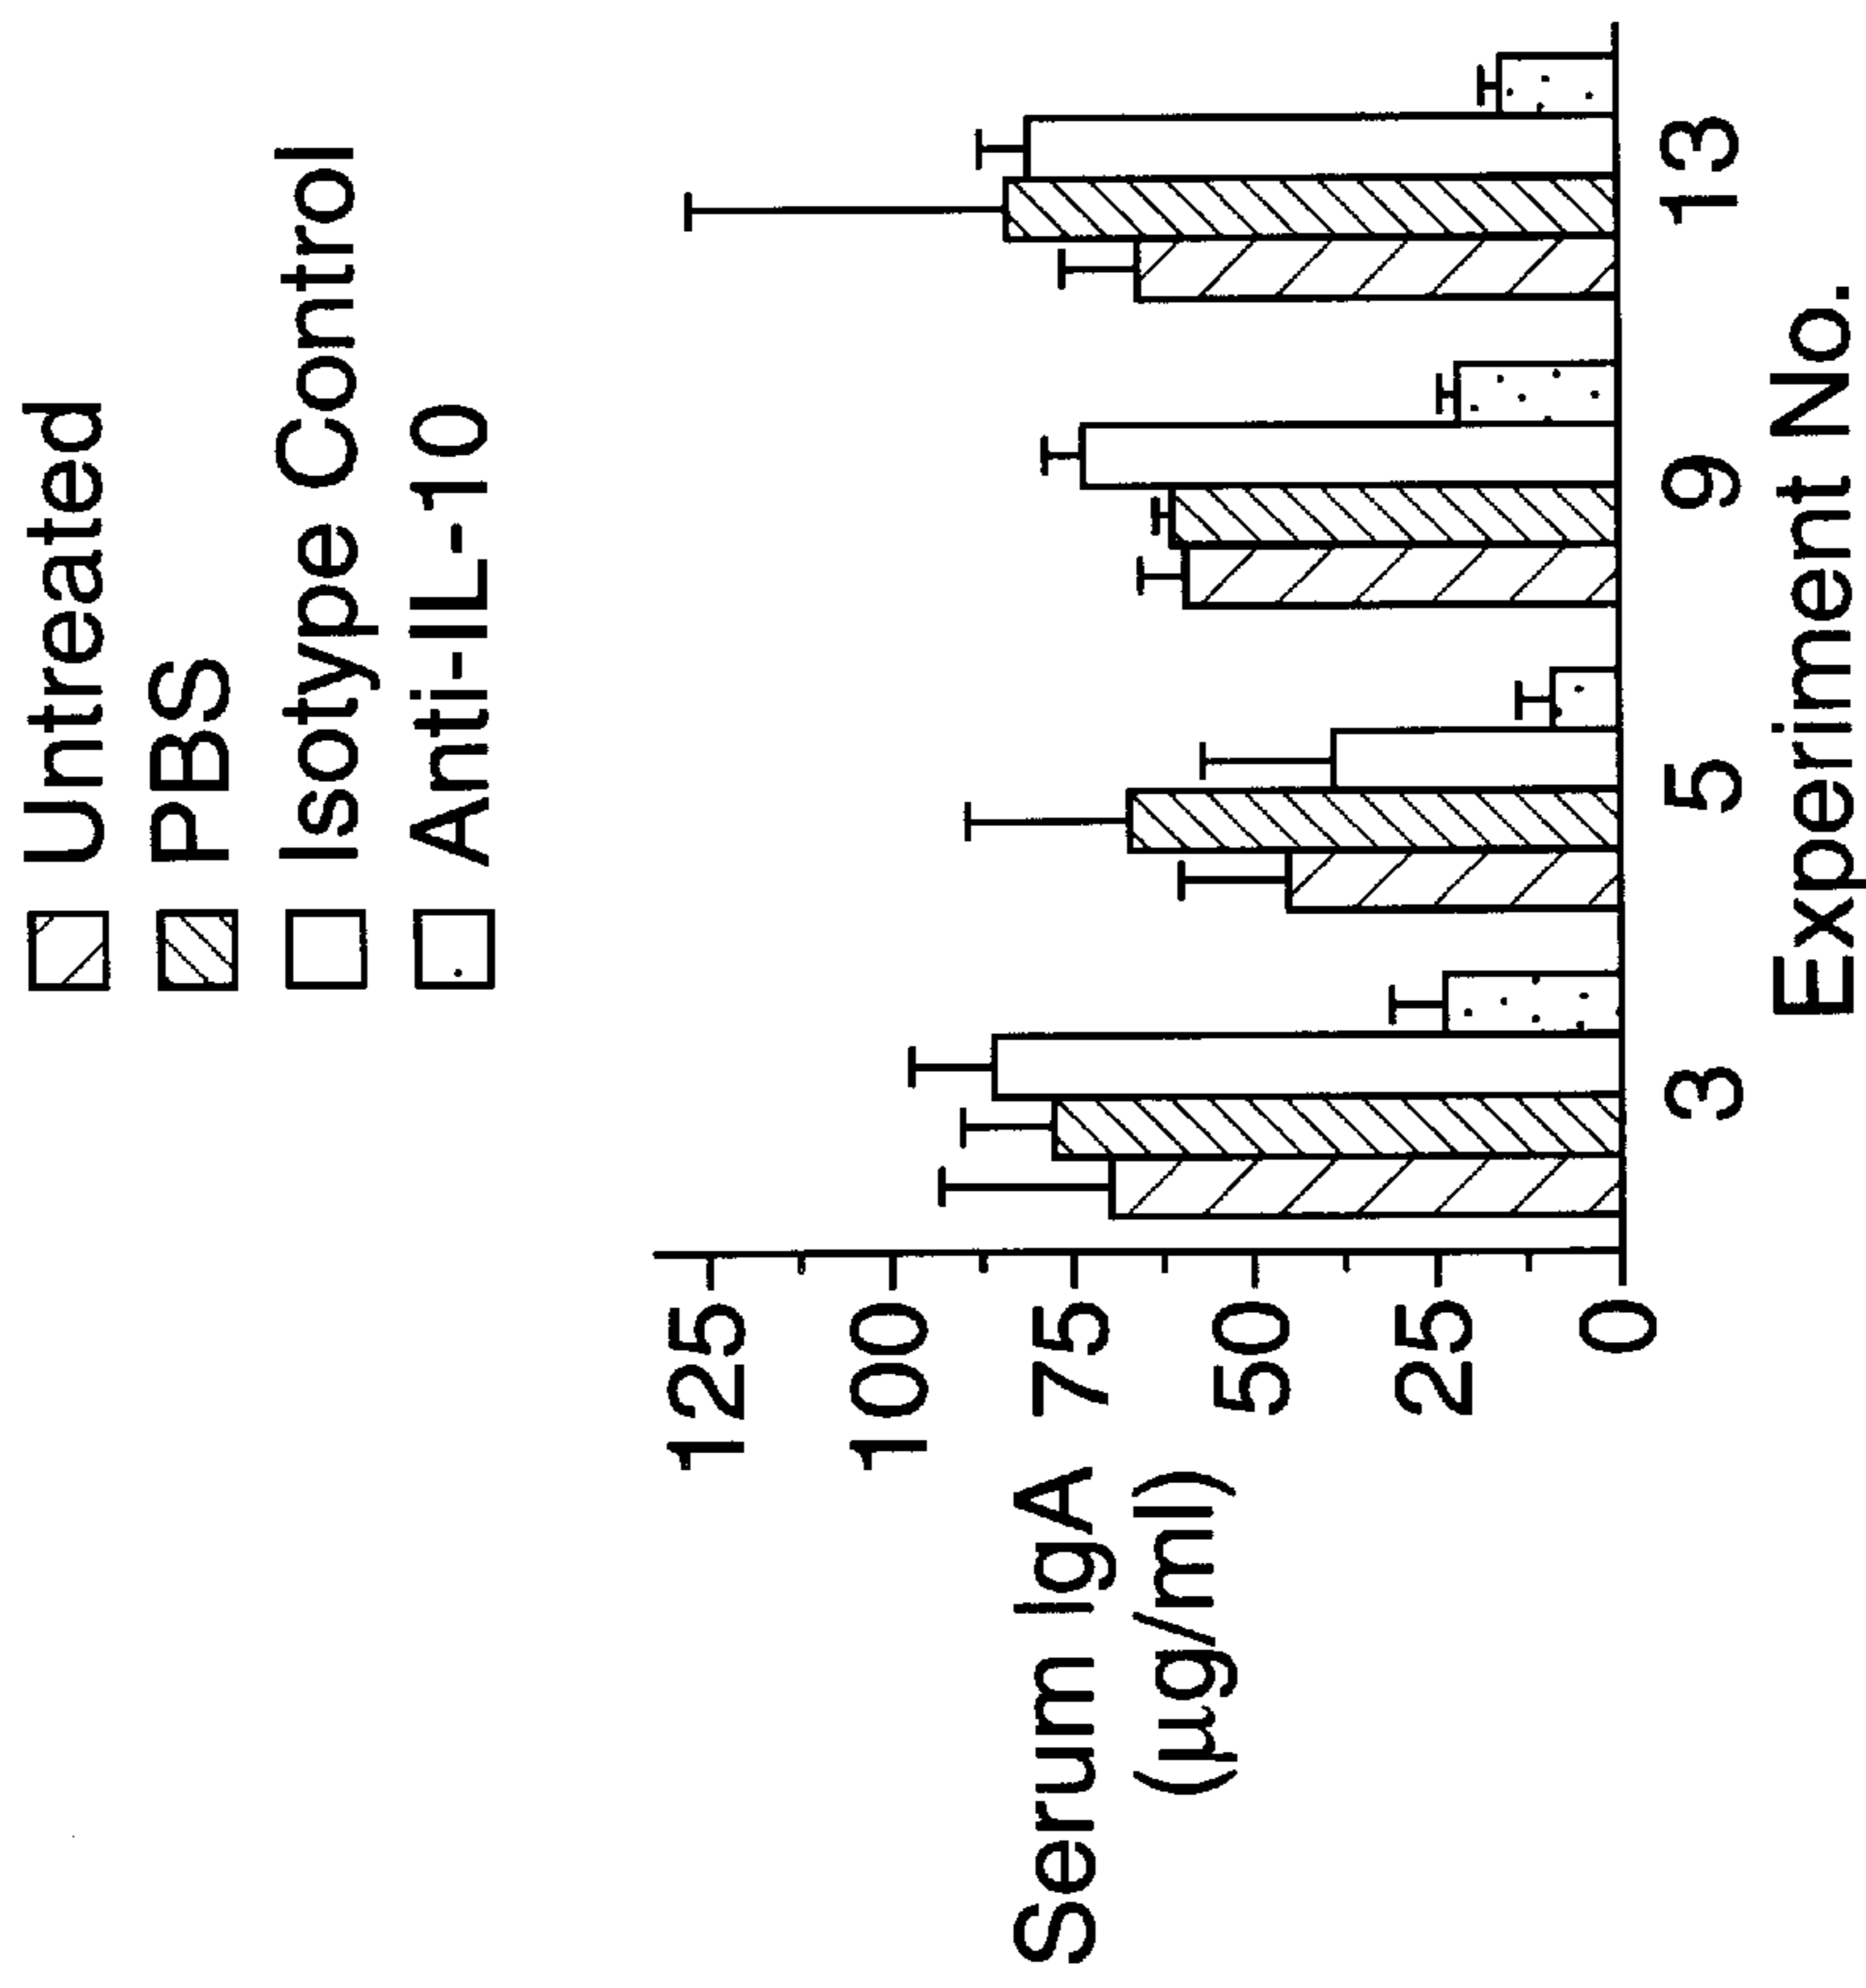 Untreated
PBS
Isotype Control
Anti-IL-10
Serum IgA
(µg/ml)
125
100
75
50
25
0
3 5 9 13
Experiment No.